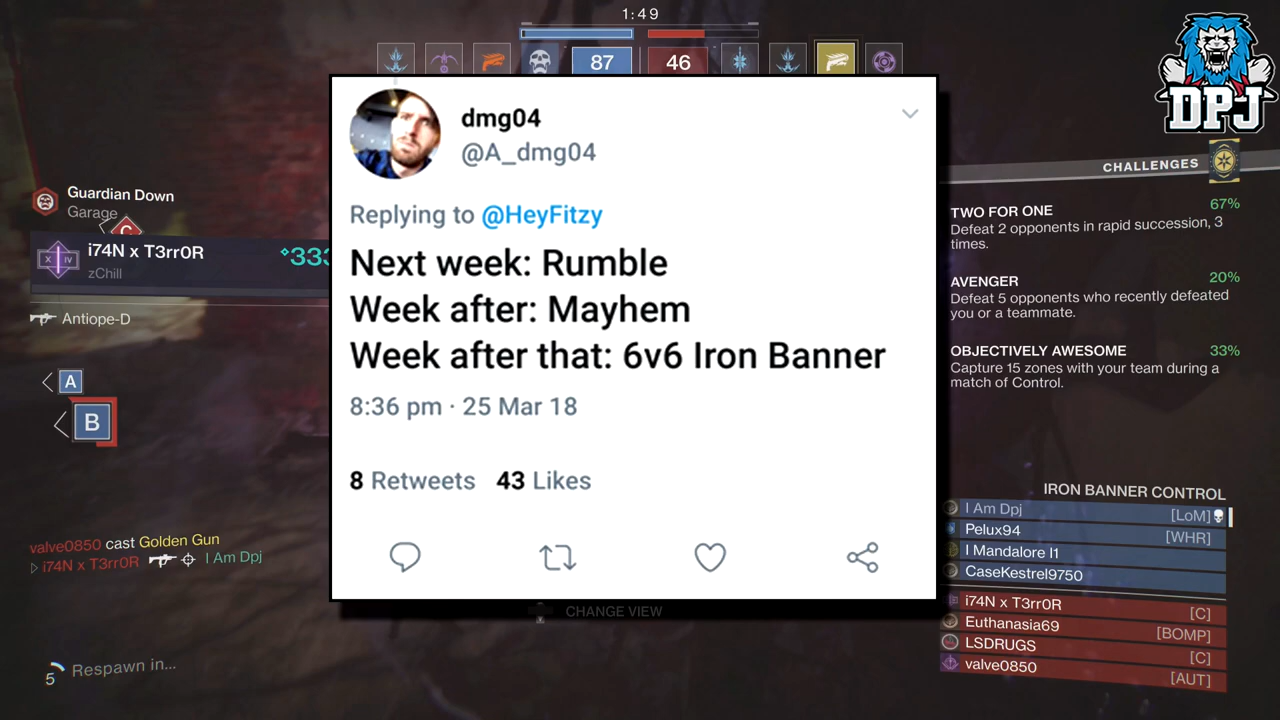 1:49
87
46
DPJ
dmg04
@A_dmg04
Replying to @HeyFitzy
Next week: Rumble
Week after: Mayhem
Week after that: 6v6 Iron Banner
8:36 pm · 25 Mar 18
8 Retweets 43 Likes
Guardian Down
Garage
C
X IV
i74N x T3rr0R
zChill
333
Antiope-D
A
B
valve0850 cast Golden Gun
i74N x T3rr0R I Am Dpj
5 Respawn in...
CHANGE VIEW
CHALLENGES
TWO FOR ONE 67%
Defeat 2 opponents in rapid succession, 3
times.
AVENGER 20%
Defeat 5 opponents who recently defeated
you or a teammate.
OBJECTIVELY AWESOME 33%
Capture 15 zones with your team during a
match of Control.
IRON BANNER CONTROL
I Am Dpj [LoM]
Pelux94 [WHR]
I Mandalore I1
CaseKestrel9750
i74N x T3rr0R [C]
Euthanasia69 [BOMP]
LSDRUGS [C]
valve0850 [AUT]